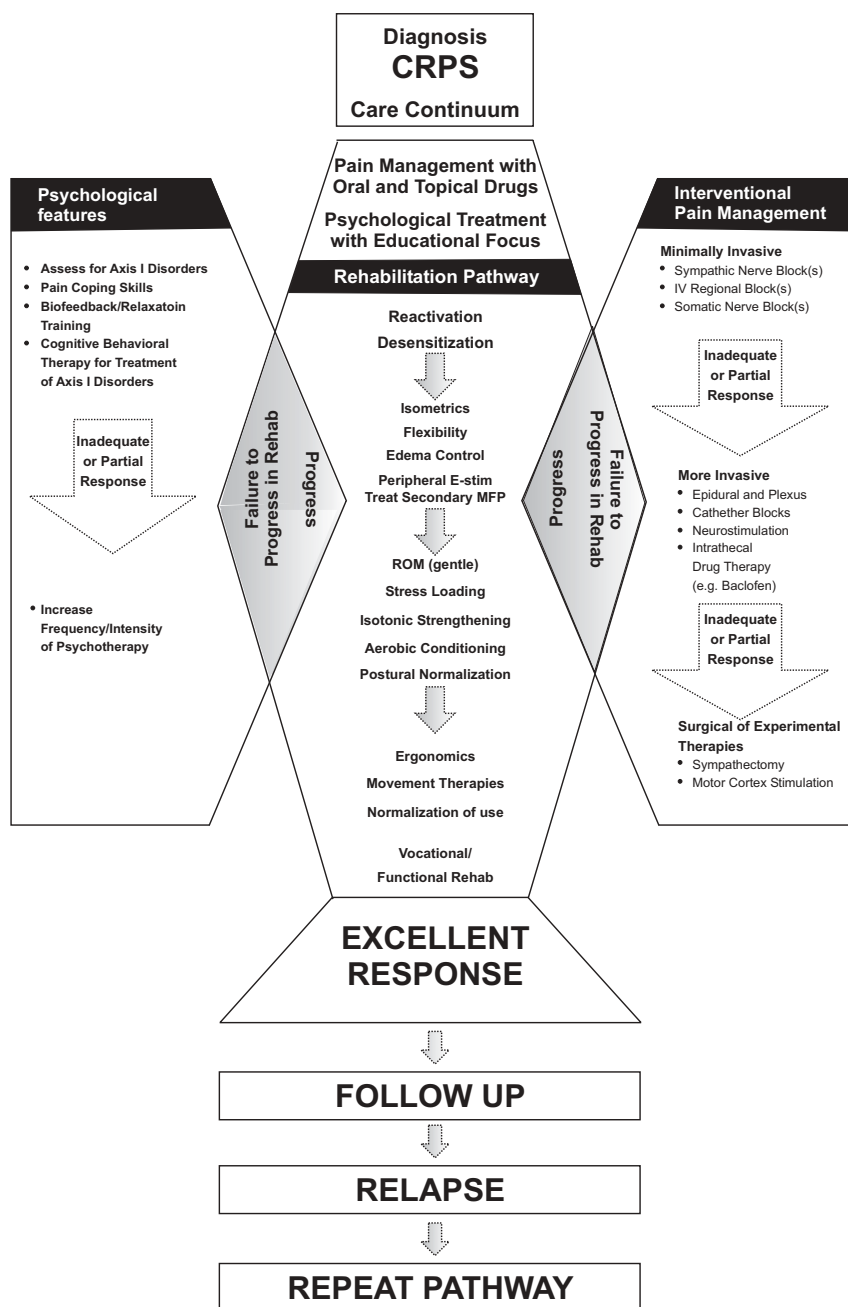 Diagnosis
CRPS
Care Continuum
Pain Management with
Oral and Topical Drugs
Psychological Treatment
with Educational Focus
Psychological
features
• Assess for Axis I Disorders
• Pain Coping Skills
• Biofeedback/Relaxatoin
Training
• Cognitive Behavioral
Therapy for Treatment
of Axis I Disorders
Inadequate
or Partial
Response
• Increase
Frequency/Intensity
of Psychotherapy
Failure to
Progress in Rehab
Progress
Rehabilitation Pathway
Reactivation
Desensitization
Isometrics
Flexibility
Edema Control
Peripheral E-stim
Treat Secondary MFP
ROM (gentle)
Stress Loading
Isotonic Strengthening
Aerobic Conditioning
Postural Normalization
Ergonomics
Movement Therapies
Normalization of use
Vocational/
Functional Rehab
Failure to
Progress in Rehab
Progress
Interventional
Pain Management
Minimally Invasive
• Sympathic Nerve Block(s)
• IV Regional Block(s)
• Somatic Nerve Block(s)
Inadequate
or Partial
Response
More Invasive
• Epidural and Plexus
• Cathether Blocks
• Neurostimulation
• Intrathecal
Drug Therapy
(e.g. Baclofen)
Inadequate
or Partial
Response
Surgical of Experimental
Therapies
• Sympathectomy
• Motor Cortex Stimulation
EXCELLENT
RESPONSE
FOLLOW UP
RELAPSE
REPEAT PATHWAY